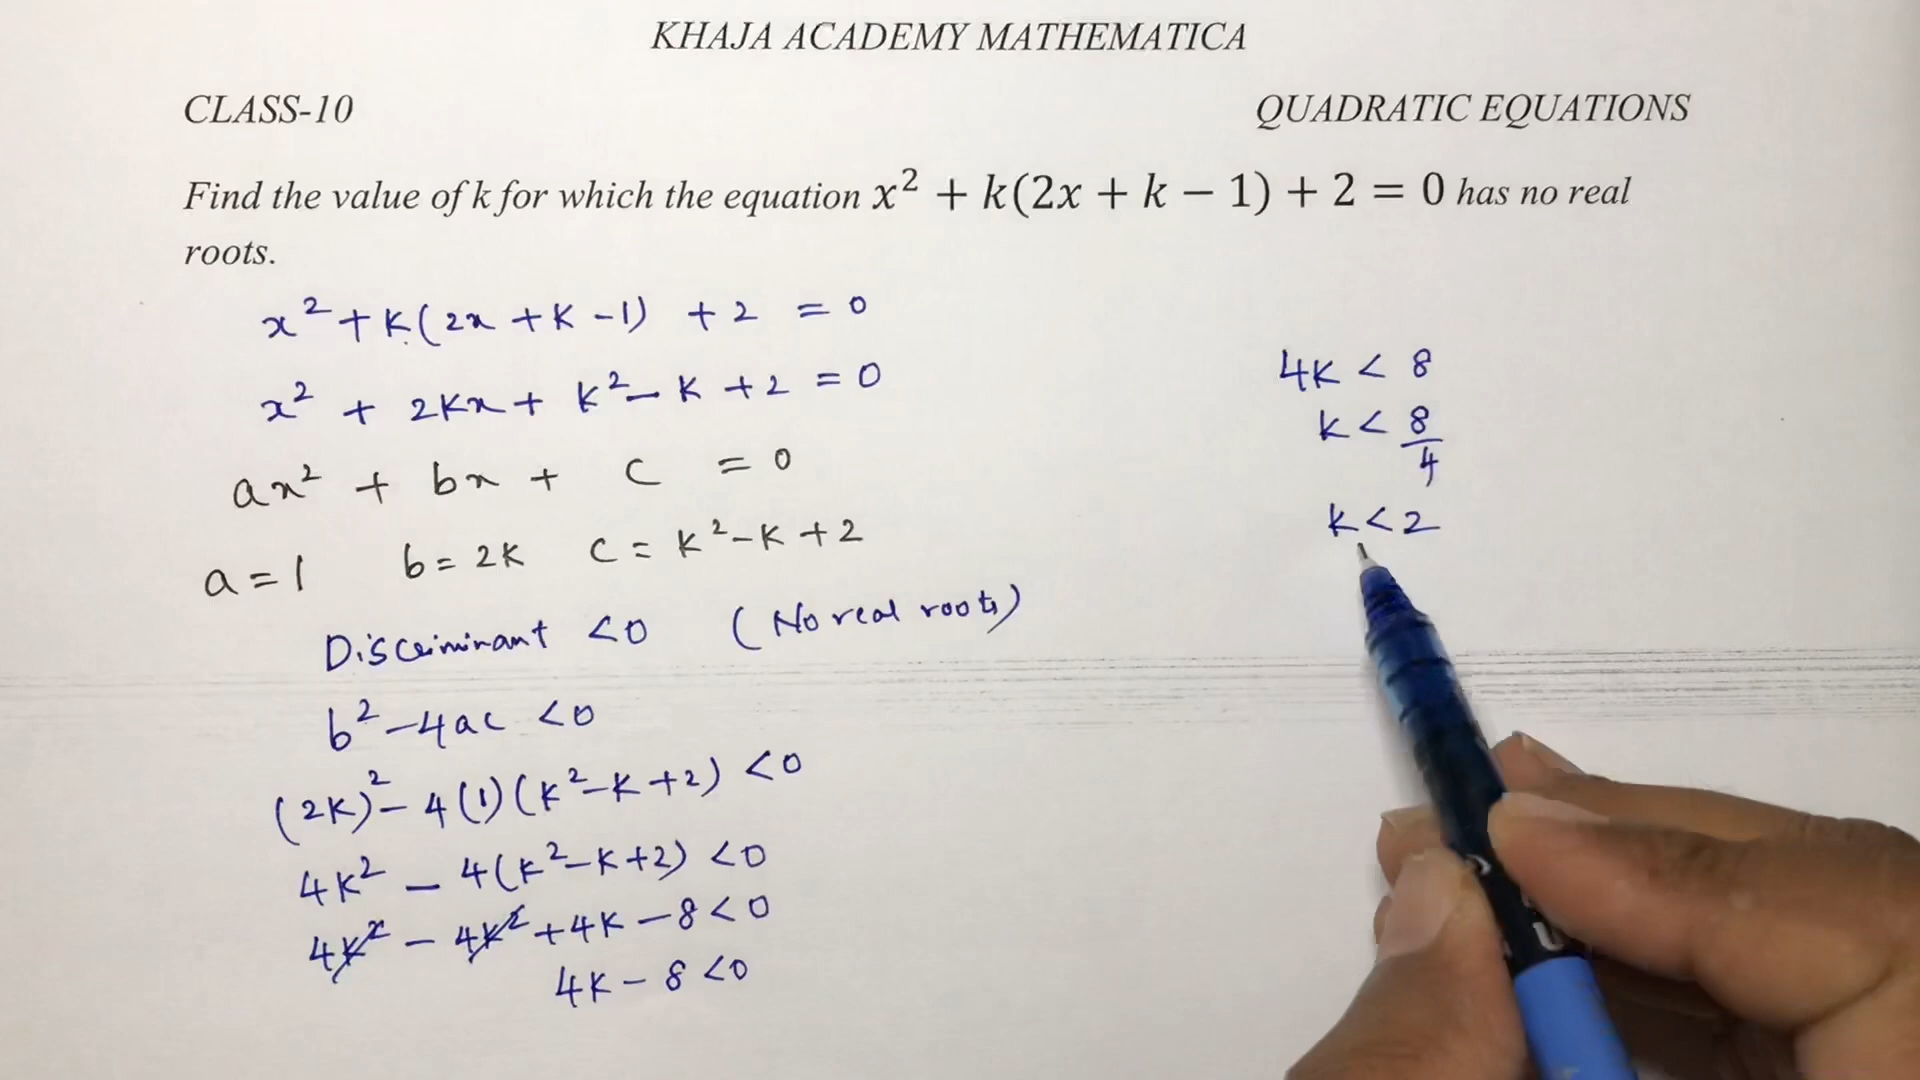 KHAJA ACADEMY MATHEMATICA
CLASS-10 QUADRATIC EQUATIONS
Find the value of k for which the equation x² + k(2x + k − 1) + 2 = 0 has no real
roots.
x² + k(2x + k - 1) + 2 = 0
x² + 2kx + k² - k + 2 = 0
ax² + bx + c = 0
a = 1 b = 2k c = k² - k + 2
Discriminant < 0 (No real roots)
b² - 4ac < 0
(2k)² - 4(1)(k² - k + 2) < 0
4k² - 4(k² - k + 2) < 0
4k² - 4k² + 4k - 8 < 0
4k - 8 < 0
4k < 8
k < 8/4
k < 2